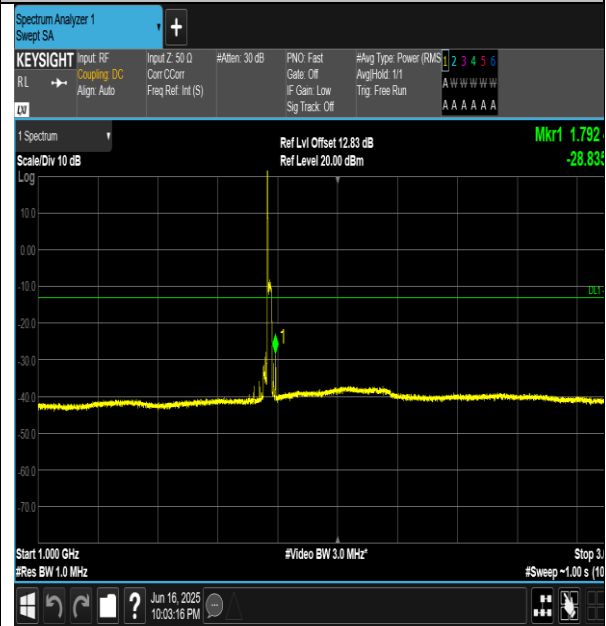 Spectrum Analyzer 1
Swept SA
KEYSIGHT Input: RF Input Z: 50 Ω #Atten: 30 dB PNO: Fast #Avg Type: Power (RMS 1 2 3 4 5 6
RL Coupling: DC Corr CCorr Gate: Off Avg|Hold: 1/1 A W W W W W
Align: Auto Freq Ref: Int (S) IF Gain: Low Trig: Free Run
LXI Sig Track: Off A A A A A A
1 Spectrum Ref Lvl Offset 12.83 dB Mkr1 1.792
Scale/Div 10 dB Ref Level 20.00 dBm -28.835
Log
10.0
0.00
-10.0
DL1
-20.0
1
-30.0
-40.0
-50.0
-60.0
-70.0
Start 1.000 GHz #Video BW 3.0 MHz* Stop 3.
#Res BW 1.0 MHz #Sweep ~1.00 s (10
? Jun 16, 2025
10:03:16 PM